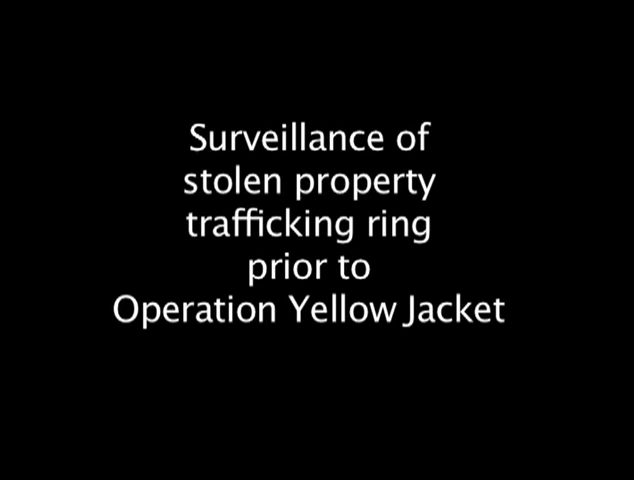 Surveillance of
stolen property
trafficking ring
prior to
Operation Yellow Jacket